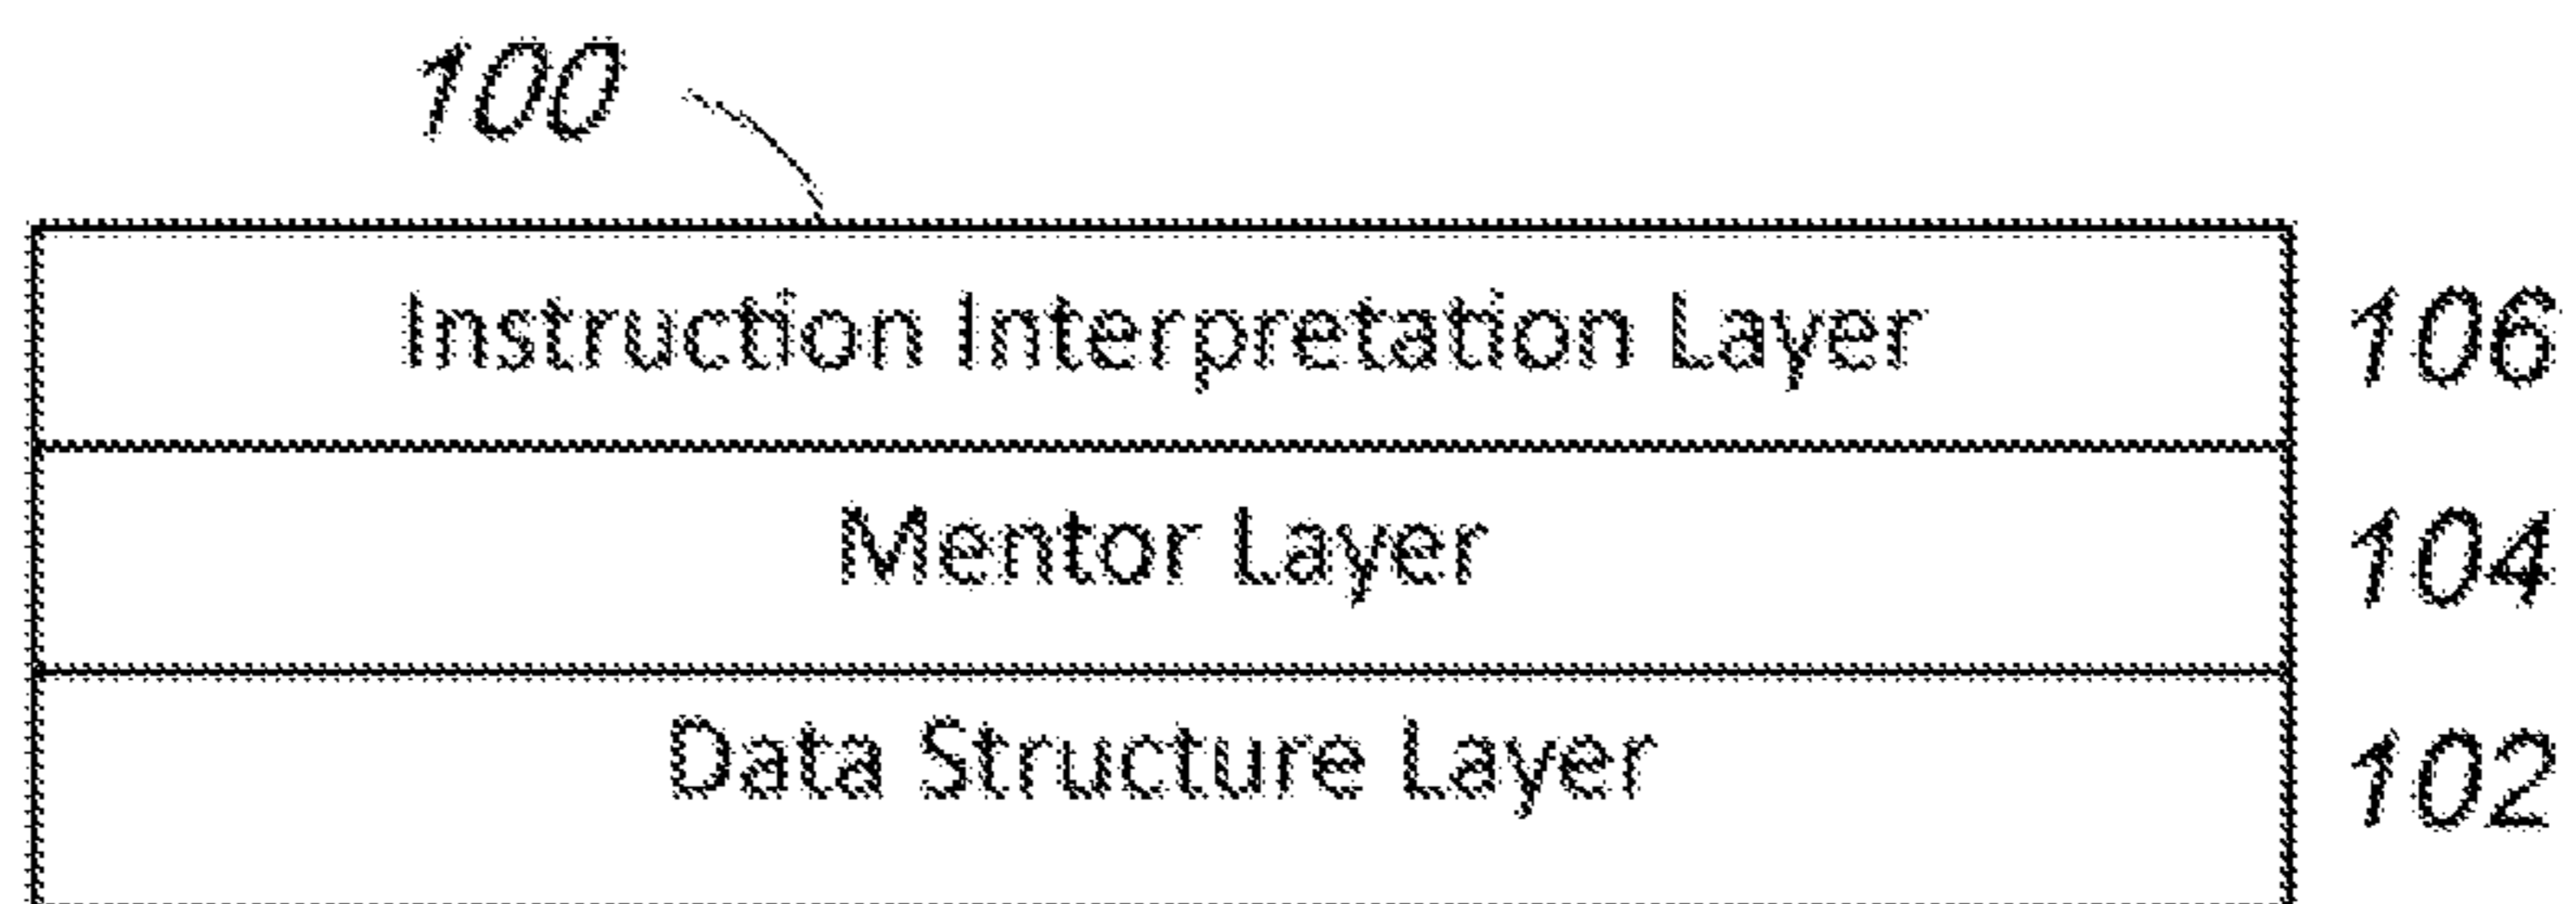 100
Instruction Interpretation Layer 106
Mentor Layer 104
Data Structure Layer 102